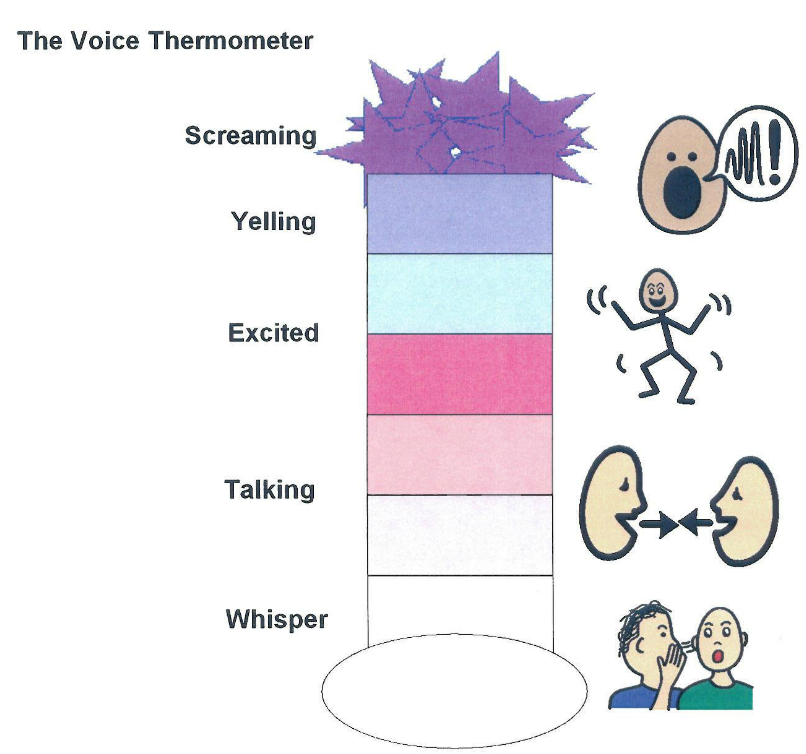 The Voice Thermometer
Screaming
Yelling
Excited
Talking
Whisper